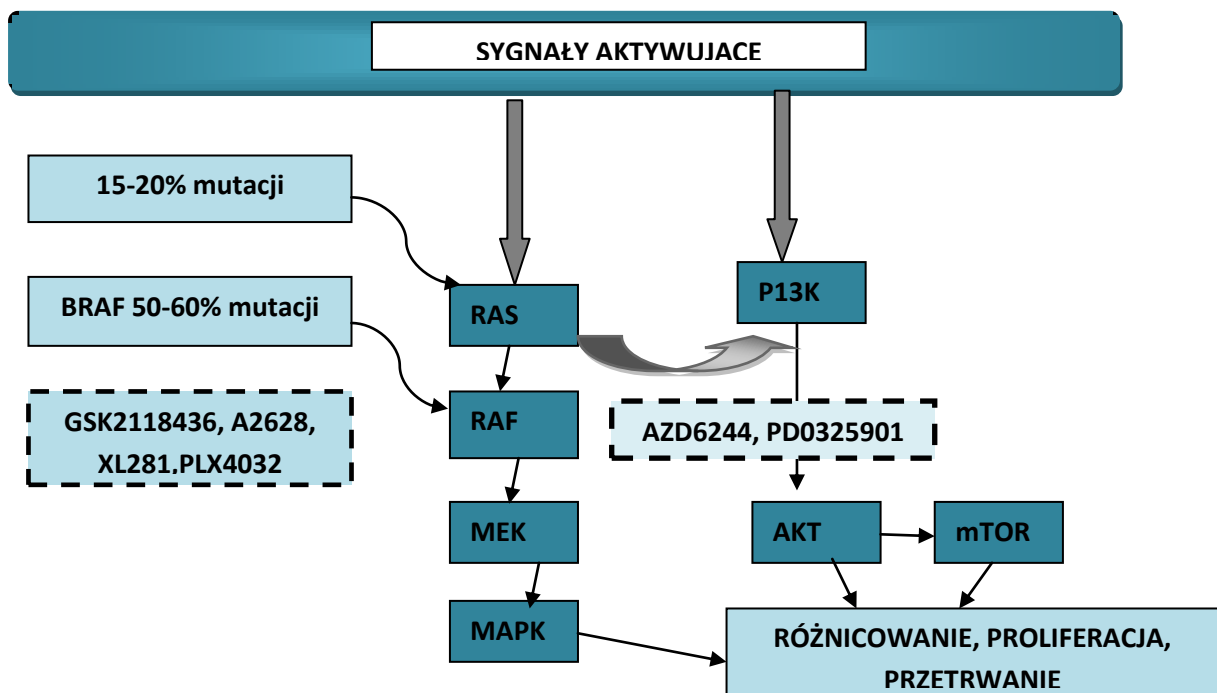 SYGNAŁY AKTYWUJACE
15-20% mutacji
BRAF 50-60% mutacji
RAS
P13K
GSK2118436, A2628,
XL281,PLX4032
RAF
AZD6244, PD0325901
MEK
AKT
mTOR
MAPK
RÓŻNICOWANIE, PROLIFERACJA,
PRZETRWANIE